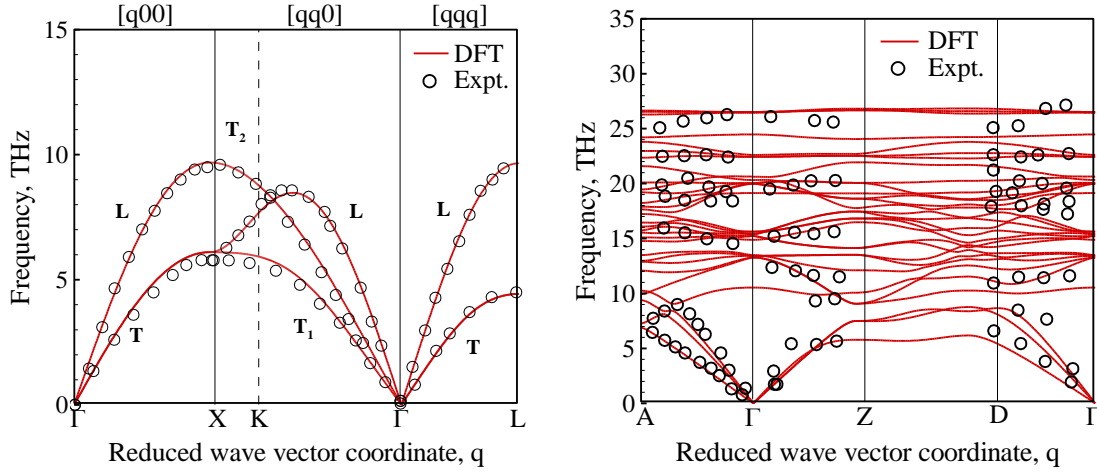 [q00] [qq0] [qqq]
15
10
5
0
Frequency, THz
DFT
Expt.
T2
L
L
L
T
T1
T
Γ X K Γ L
Reduced wave vector coordinate, q
35
30
25
20
15
10
5
0
Frequency, THz
DFT
Expt.
A Γ Z D Γ
Reduced wave vector coordinate, q